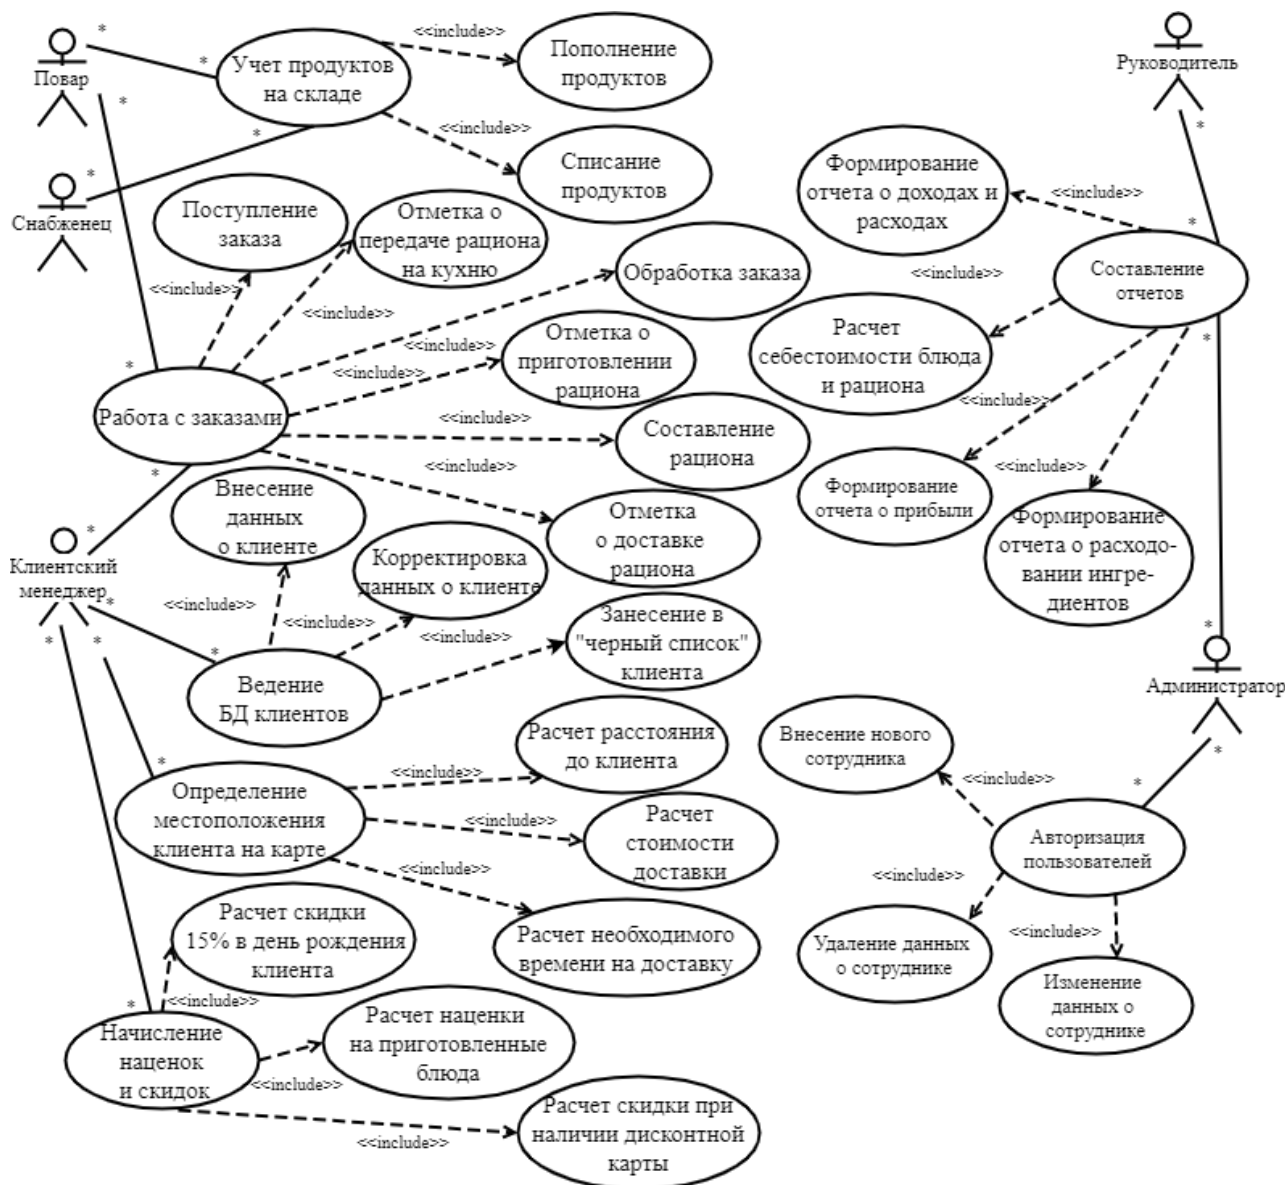 Повар
Учет продуктов
на складе
<<include>>
Пополнение
продуктов
Руководитель
<<include>>
Списание
продуктов
Снабженец
Поступление
заказа
<<include>>
Отметка о
передаче рациона
на кухню
<<include>>
Обработка заказа
Формирование
отчета о доходах и
расходах
<<include>>
Составление
отчетов
<<include>>
Расчет
себестоимости блюда
и рациона
<<include>>
Формирование
отчета о прибыли
<<include>>
Формирование
отчета о расходо-
вании ингре-
диентов
Отметка о
приготовлении
рациона
<<include>>
Работа с заказами
<<include>>
Составление
рациона
<<include>>
Отметка
о доставке
рациона
Внесение
данных
о клиенте
Клиентский
менеджер
<<include>>
Корректировка
данных о клиенте
<<include>>
<<include>>
Занесение в
"черный список"
клиента
Ведение
БД клиентов
Администратор
Расчет расстояния
до клиента
<<include>>
Определение
местоположения
клиента на карте
<<include>>
Расчет
стоимости
доставки
<<include>>
Расчет необходимого
времени на доставку
Внесение нового
сотрудника
<<include>>
Авторизация
пользователей
<<include>>
Удаление данных
о сотруднике
<<include>>
Изменение
данных о
сотруднике
Расчет скидки
15% в день рождения
клиента
<<include>>
Начисление
наценок
и скидок
Расчет наценки
на приготовленные
блюда
<<include>>
<<include>>
Расчет скидки при
наличии дисконтной
карты